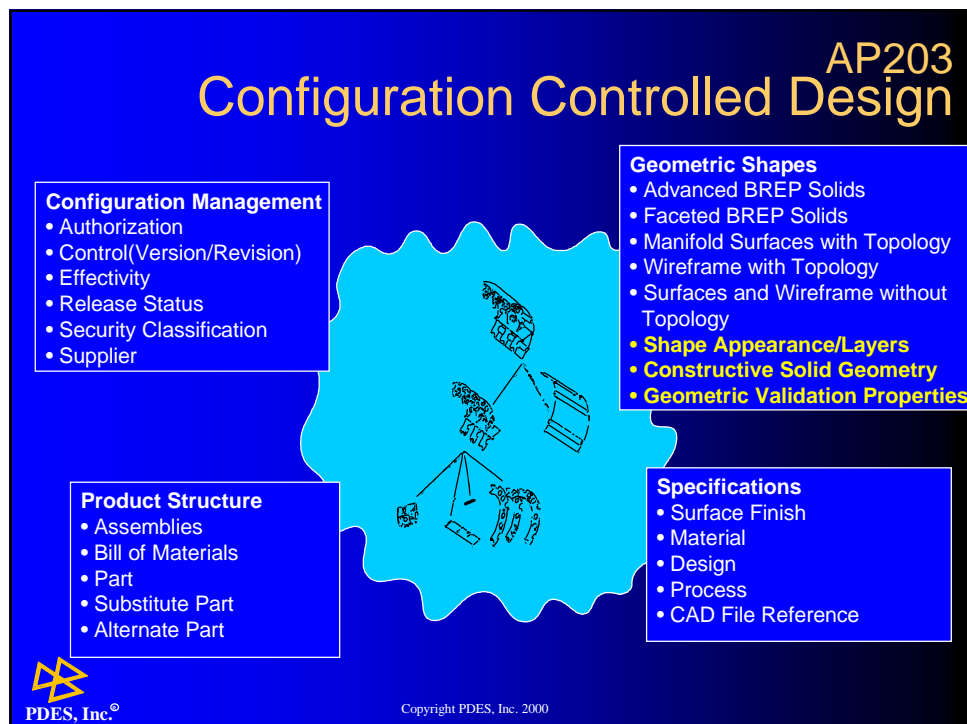 AP203
Configuration Controlled Design
Configuration Management
• Authorization
• Control(Version/Revision)
• Effectivity
• Release Status
• Security Classification
• Supplier
Geometric Shapes
• Advanced BREP Solids
• Faceted BREP Solids
• Manifold Surfaces with Topology
• Wireframe with Topology
• Surfaces and Wireframe without
Topology
• Shape Appearance/Layers
• Constructive Solid Geometry
• Geometric Validation Properties
Product Structure
• Assemblies
• Bill of Materials
• Part
• Substitute Part
• Alternate Part
Specifications
• Surface Finish
• Material
• Design
• Process
• CAD File Reference
PDES, Inc.®
Copyright PDES, Inc. 2000